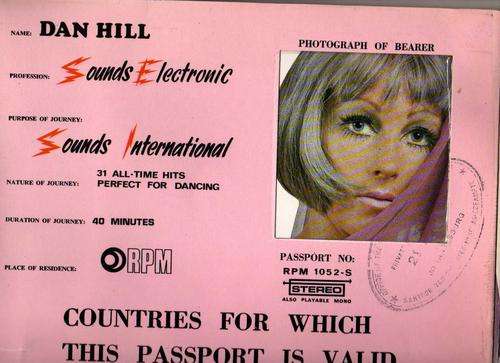 NAME: DAN HILL
PHOTOGRAPH OF BEARER
PROFESSION: Sounds Electronic
PURPOSE OF JOURNEY:
Sounds International
NATURE OF JOURNEY: 31 ALL-TIME HITS
PERFECT FOR DANCING
DURATION OF JOURNEY: 40 MINUTES
PLACE OF RESIDENCE: RPM
PASSPORT NO:
RPM 1052-S
STEREO
ALSO PLAYABLE MONO
COUNTRIES FOR WHICH
THIS PASSPORT IS VALID